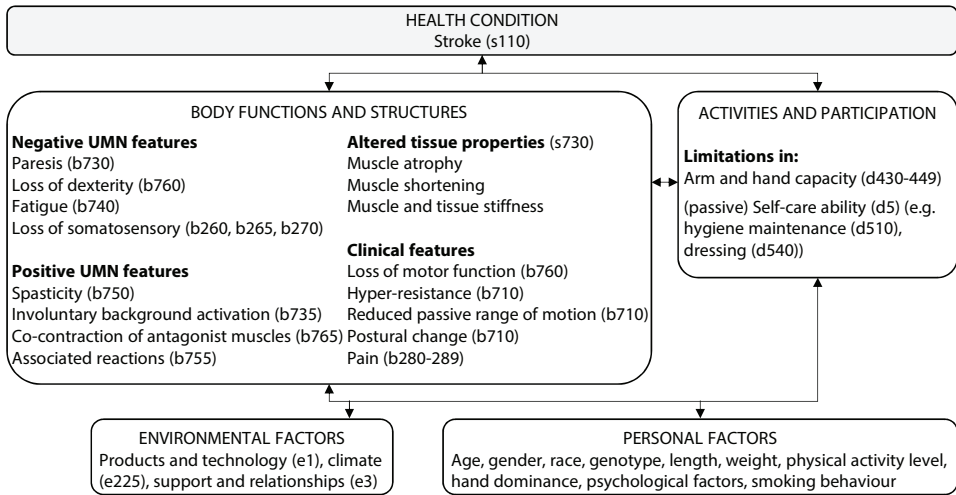 HEALTH CONDITION
Stroke (s110)
BODY FUNCTIONS AND STRUCTURES
Negative UMN features
Paresis (b730)
Loss of dexterity (b760)
Fatigue (b740)
Loss of somatosensory (b260, b265, b270)
Positive UMN features
Spasticity (b750)
Involuntary background activation (b735)
Co-contraction of antagonist muscles (b765)
Associated reactions (b755)
Altered tissue properties (s730)
Muscle atrophy
Muscle shortening
Muscle and tissue stiffness
Clinical features
Loss of motor function (b760)
Hyper-resistance (b710)
Reduced passive range of motion (b710)
Postural change (b710)
Pain (b280-289)
ACTIVITIES AND PARTICIPATION
Limitations in:
Arm and hand capacity (d430-449)
(passive) Self-care ability (d5) (e.g.
hygiene maintenance (d510),
dressing (d540))
ENVIRONMENTAL FACTORS
Products and technology (e1), climate
(e225), support and relationships (e3)
PERSONAL FACTORS
Age, gender, race, genotype, length, weight, physical activity level,
hand dominance, psychological factors, smoking behaviour